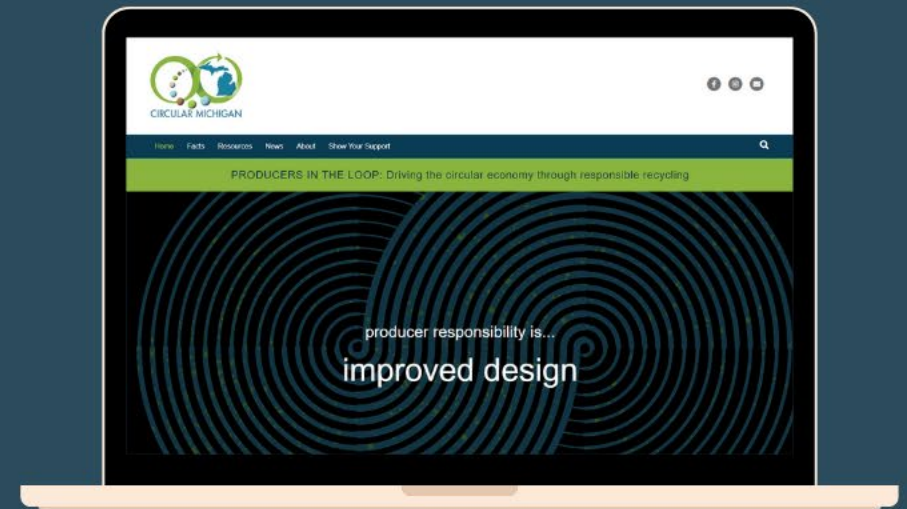 CIRCULAR MICHIGAN
Home Facts Resources News About Show Your Support
PRODUCERS IN THE LOOP: Driving the circular economy through responsible recycling
producer responsibility is...
improved design